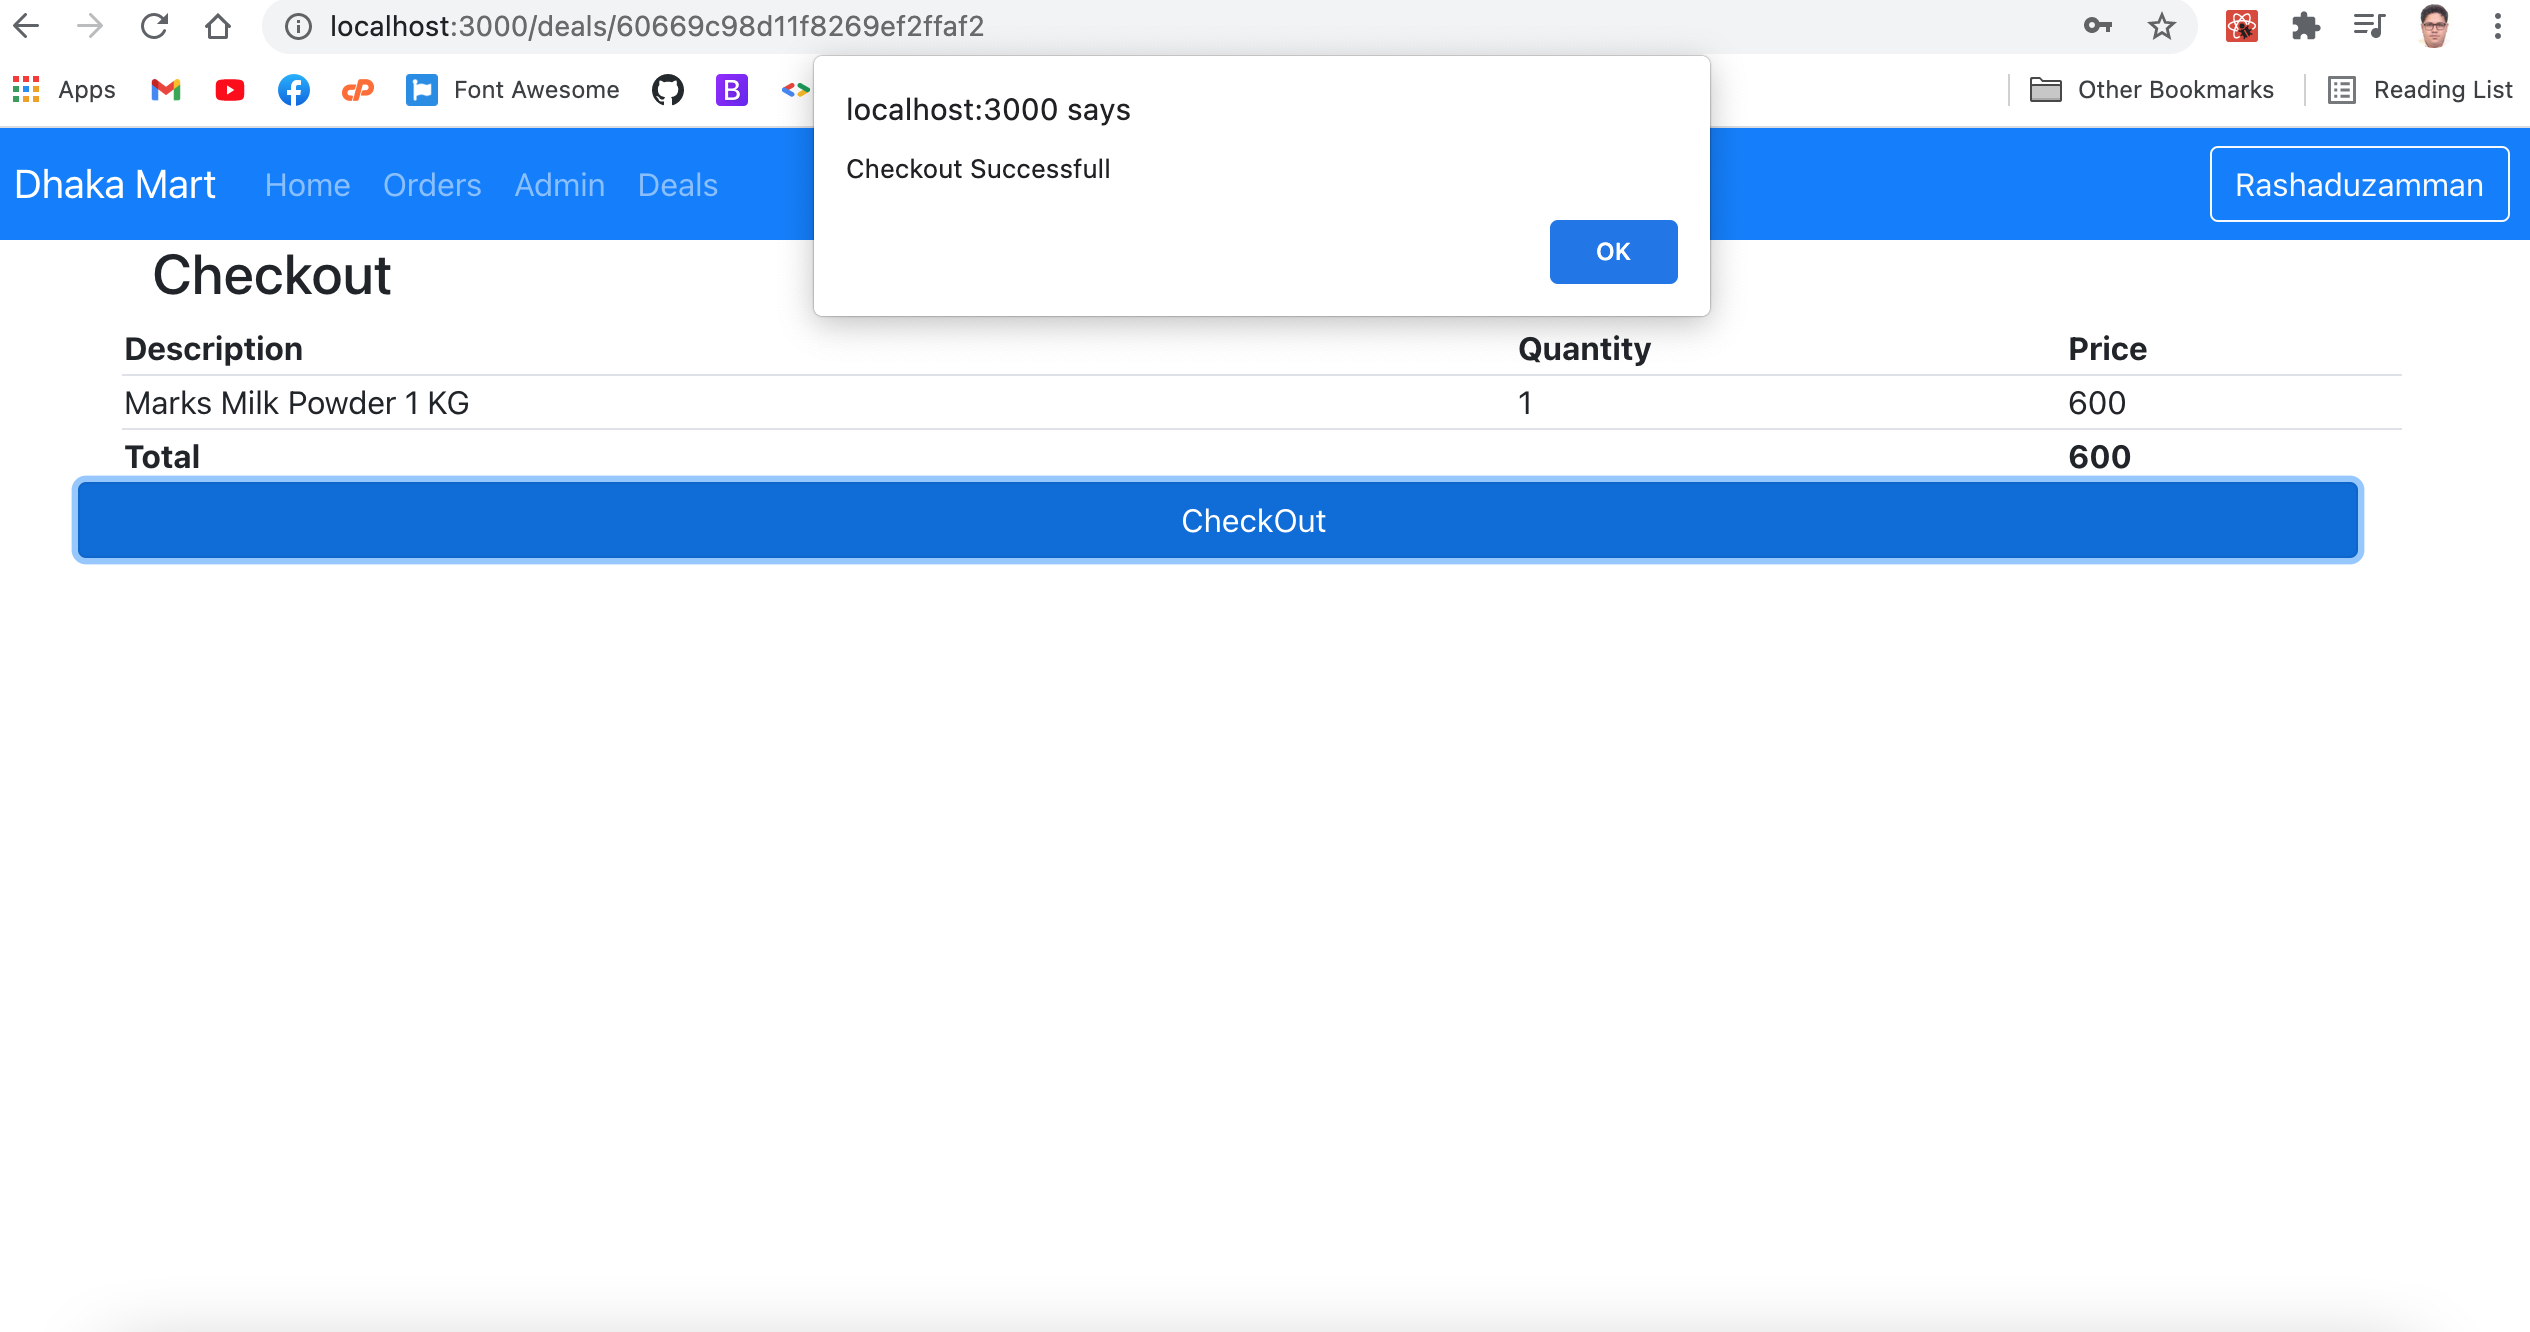 localhost:3000/deals/60669c98d11f8269ef2ffaf2
Apps Font Awesome B Other Bookmarks Reading List
localhost:3000 says
Checkout Successfull
OK
Dhaka Mart Home Orders Admin Deals Rashaduzamman
Checkout
Description Quantity Price
Marks Milk Powder 1 KG 1 600
Total 600
CheckOut